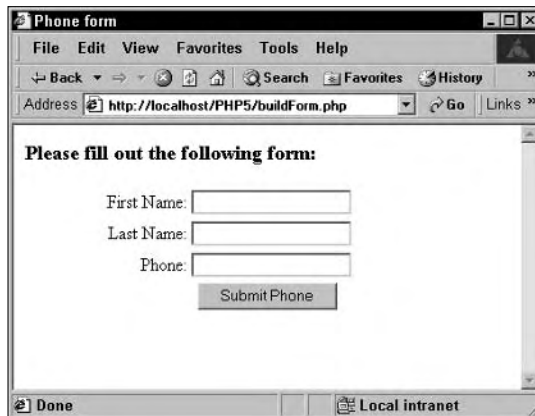 Phone form
File Edit View Favorites Tools Help
Back Search Favorites History »
Address http://localhost/PHP5/buildForm.php Go Links »
Please fill out the following form:
First Name:
Last Name:
Phone:
Submit Phone
Done Local intranet